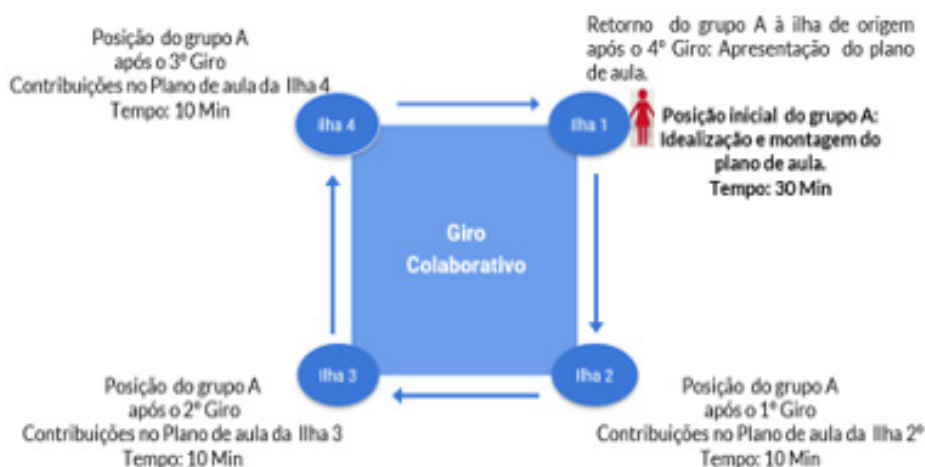 Posição do grupo A
após o 3º Giro
Contribuições no Plano de aula da Ilha 4
Tempo: 10 Min
Retorno do grupo A à ilha de origem
após o 4º Giro: Apresentação do plano
de aula.
Ilha 4
Ilha 1
Posição inicial do grupo A:
Idealização e montagem do
plano de aula.
Tempo: 30 Min
Giro
Colaborativo
Ilha 3
Ilha 2
Posição do grupo A
após o 2º Giro
Contribuições no Plano de aula da Ilha 3
Tempo: 10 Min
Posição do grupo A
após o 1º Giro
Contribuições no Plano de aula da Ilha 2º
Tempo: 10 Min